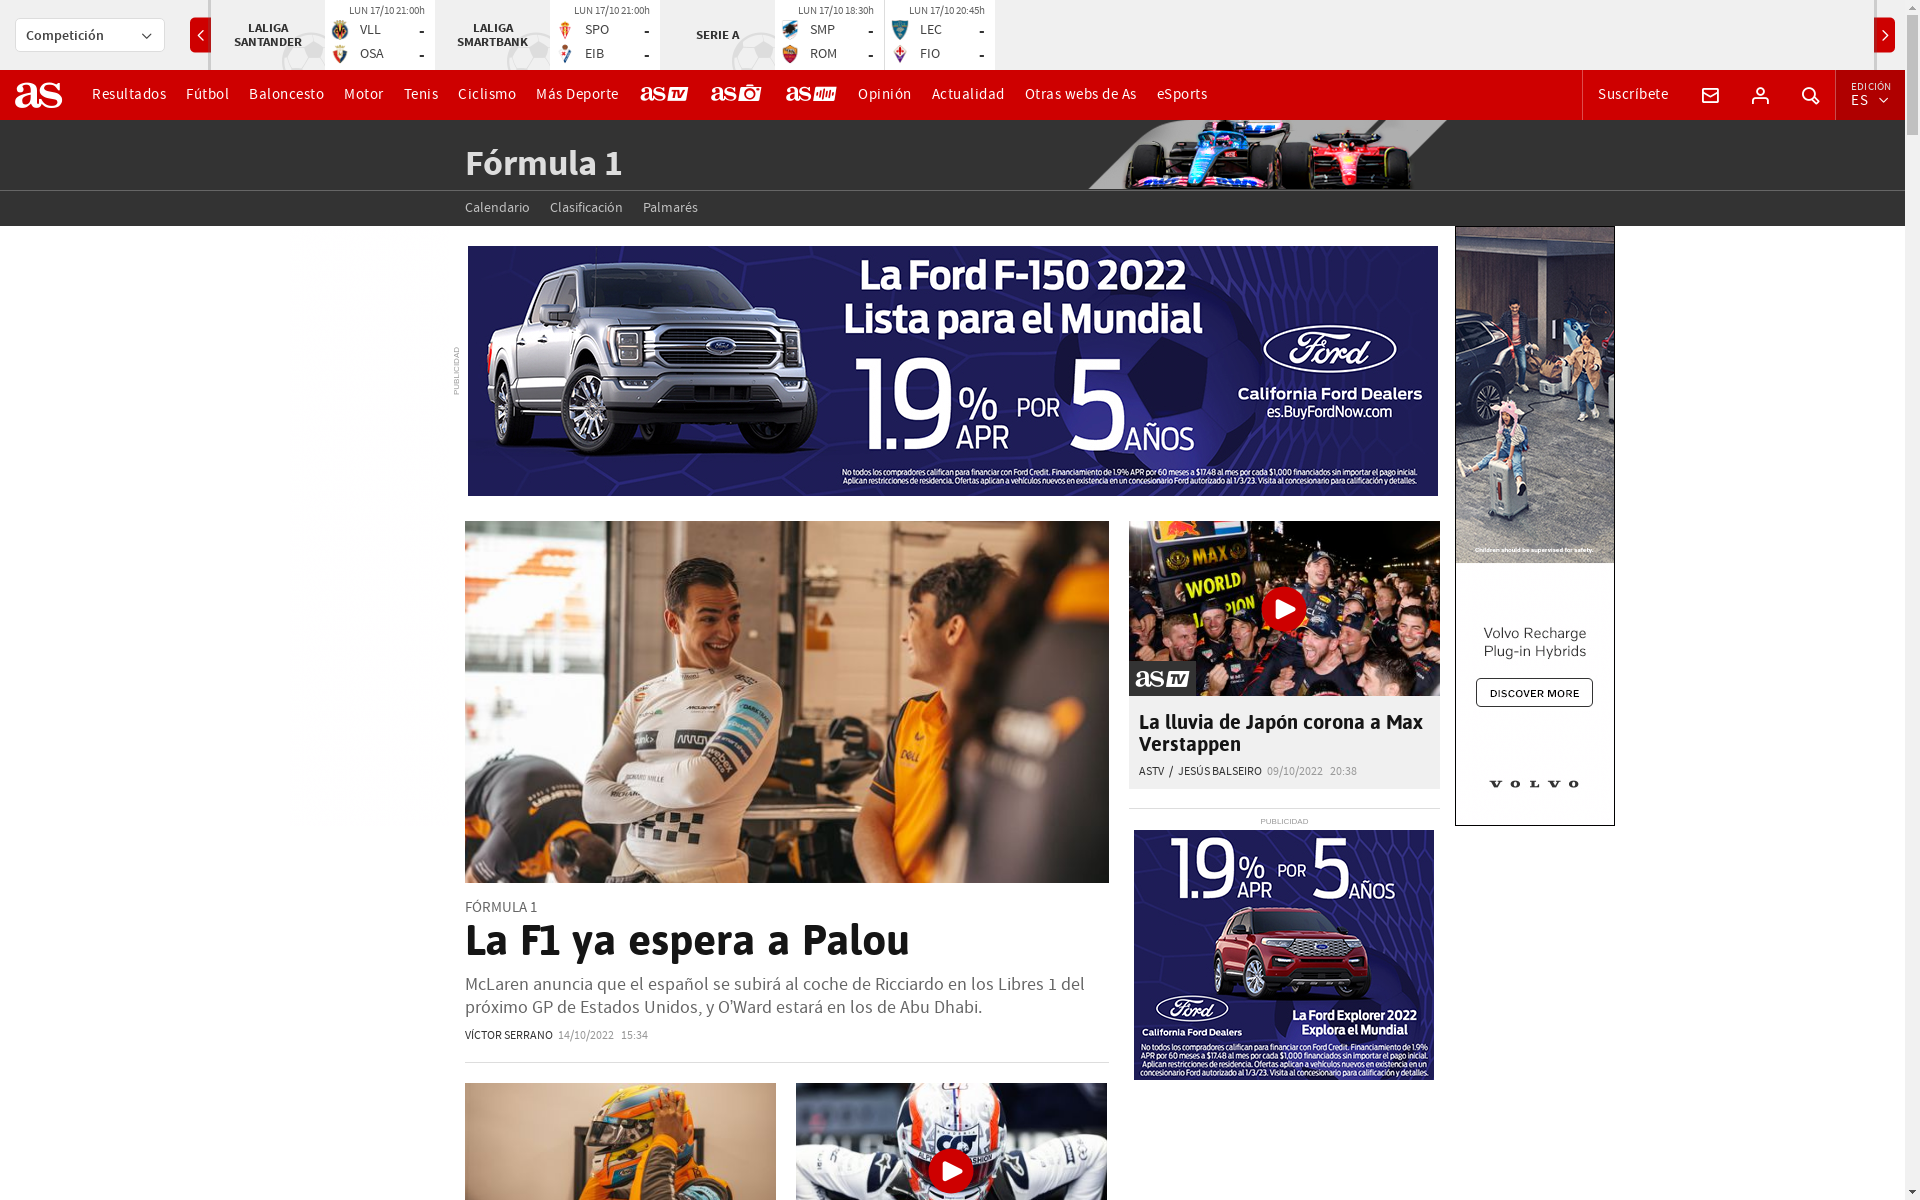 Competición
LALIGA
SANTANDER
LUN 17/10 21:00h
VLL -
OSA -
LALIGA
SMARTBANK
LUN 17/10 21:00h
SPO -
EIB -
SERIE A
LUN 17/10 18:30h
SMP -
ROM -
LUN 17/10 20:45h
LEC -
FIO -
as
Resultados
Fútbol
Baloncesto
Motor
Tenis
Ciclismo
Más Deporte
as TV
as
as
Opinión
Actualidad
Otras webs de As
eSports
Suscríbete
EDICIÓN
ES
Fórmula 1
Calendario
Clasificación
Palmarés
PUBLICIDAD
La Ford F-150 2022
Lista para el Mundial
1.9% APR POR 5 AÑOS
Ford
California Ford Dealers
es.BuyFordNow.com
No todos los compradores califican para financiar con Ford Credit. Financiamiento de 1.9% APR por 60 meses a $17.48 al mes por cada $1,000 financiados sin importar el pago inicial.
Aplican restricciones de residencia. Ofertas aplican a vehículos nuevos en existencia en un concesionario Ford autorizado al 1/3/23. Visita al concesionario para calificación y detalles.
Children should be supervised for safety.
Volvo Recharge
Plug-in Hybrids
DISCOVER MORE
VOLVO
MAX
WORLD
as TV
La lluvia de Japón corona a Max
Verstappen
ASTV / JESÚS BALSEIRO 09/10/2022 20:38
PUBLICIDAD
1.9% APR POR 5 AÑOS
Ford
California Ford Dealers
La Ford Explorer 2022
Explora el Mundial
No todos los compradores califican para financiar con Ford Credit. Financiamiento de 1.9%
APR por 60 meses a $17.48 al mes por cada $1,000 financiados sin importar el pago inicial.
Aplican restricciones de residencia. Ofertas aplican a vehículos nuevos en existencia en un
concesionario Ford autorizado al 1/3/23. Visita al concesionario para calificación y detalles.
FÓRMULA 1
La F1 ya espera a Palou
McLaren anuncia que el español se subirá al coche de Ricciardo en los Libres 1 del
próximo GP de Estados Unidos, y O'Ward estará en los de Abu Dhabi.
VÍCTOR SERRANO 14/10/2022 15:34